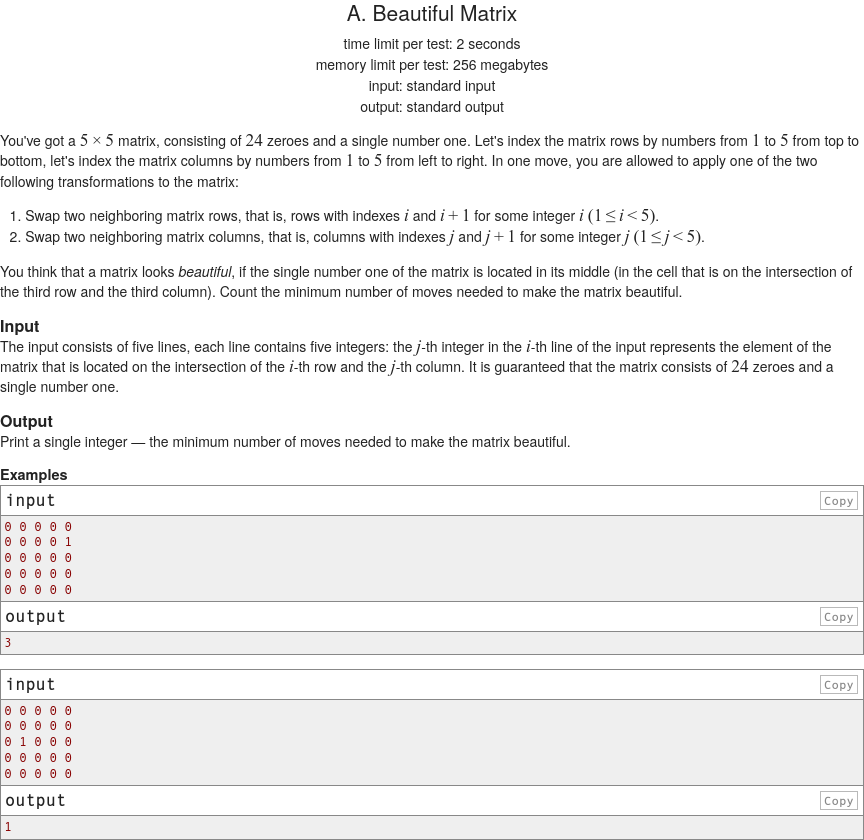 A. Beautiful Matrix
time limit per test: 2 seconds
memory limit per test: 256 megabytes
input: standard input
output: standard output
You've got a 5 × 5 matrix, consisting of 24 zeroes and a single number one. Let's index the matrix rows by numbers from 1 to 5 from top to
bottom, let's index the matrix columns by numbers from 1 to 5 from left to right. In one move, you are allowed to apply one of the two
following transformations to the matrix:
1. Swap two neighboring matrix rows, that is, rows with indexes i and i + 1 for some integer i (1 ≤ i < 5).
2. Swap two neighboring matrix columns, that is, columns with indexes j and j + 1 for some integer j (1 ≤ j < 5).
You think that a matrix looks beautiful, if the single number one of the matrix is located in its middle (in the cell that is on the intersection of
the third row and the third column). Count the minimum number of moves needed to make the matrix beautiful.
Input
The input consists of five lines, each line contains five integers: the j-th integer in the i-th line of the input represents the element of the
matrix that is located on the intersection of the i-th row and the j-th column. It is guaranteed that the matrix consists of 24 zeroes and a
single number one.
Output
Print a single integer — the minimum number of moves needed to make the matrix beautiful.
Examples
input Copy
0 0 0 0 0
0 0 0 0 1
0 0 0 0 0
0 0 0 0 0
0 0 0 0 0
output Copy
3
input Copy
0 0 0 0 0
0 0 0 0 0
0 1 0 0 0
0 0 0 0 0
0 0 0 0 0
output Copy
1